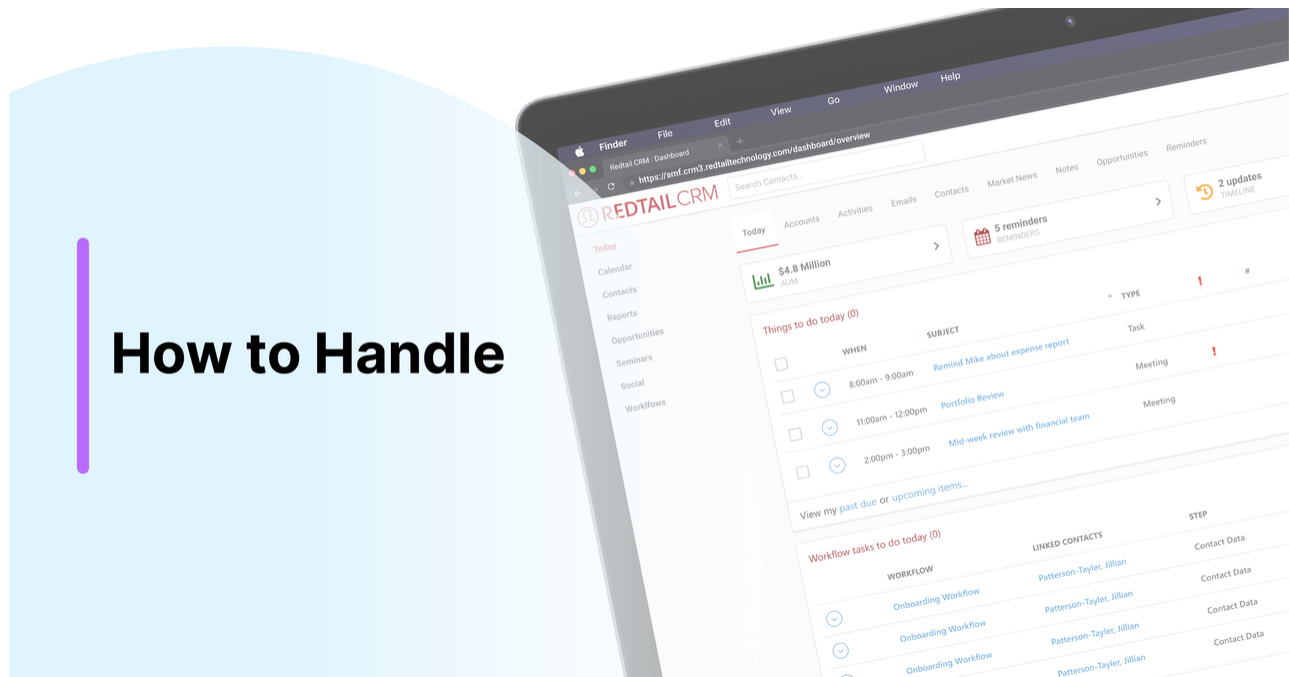 How to Handle
Finder File Edit View Go Window Help
Redtail CRM : Dashboard
https://smf.crm3.redtailtechnology.com/dashboard/overview
REDTAILCRM
Search Contacts...
Today
Calendar
Contacts
Reports
Opportunities
Seminars
Social
Worklfows
Today Accounts Activities Emails Contacts Market News Notes Opportunities Reminders
$4.8 Million
AUM
5 reminders
REMINDERS
2 updates
TIMELINE
Things to do today (0)
WHEN SUBJECT TYPE ! #
8:00am - 9:00am Remind Mike about expense report Task
11:00am - 12:00pm Portfolio Review Meeting !
2:00pm - 3:00pm Mid-week review with financial team Meeting
View my past due or upcoming items...
Workflow tasks to do today (0)
WORKFLOW LINKED CONTACTS STEP
Onboarding Workflow Patterson-Tayler, Jillian Contact Data
Onboarding Workflow Patterson-Tayler, Jillian Contact Data
Onboarding Workflow Patterson-Tayler, Jillian Contact Data
Patterson-Tayler, Jillian Contact Data